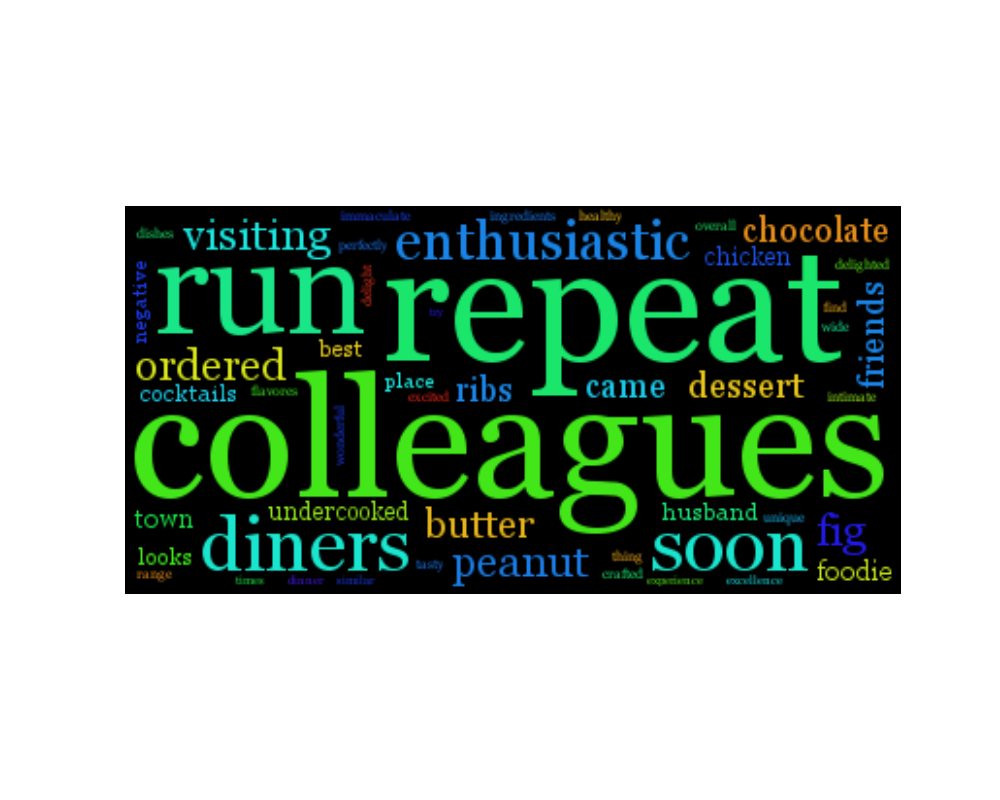 immaculate ingredients healthy
dishes visiting perfectly enthusiastic overall chocolate
chicken delighted
negative run delight repeat
try find
wide friends
ordered best
cocktails flavores place excited ribs came dessert intimate
wonderful
colleagues
town undercooked butter husband unique fig
looks diners tasty peanut thing soon foodie
range times dinner similar crafted experience excellence